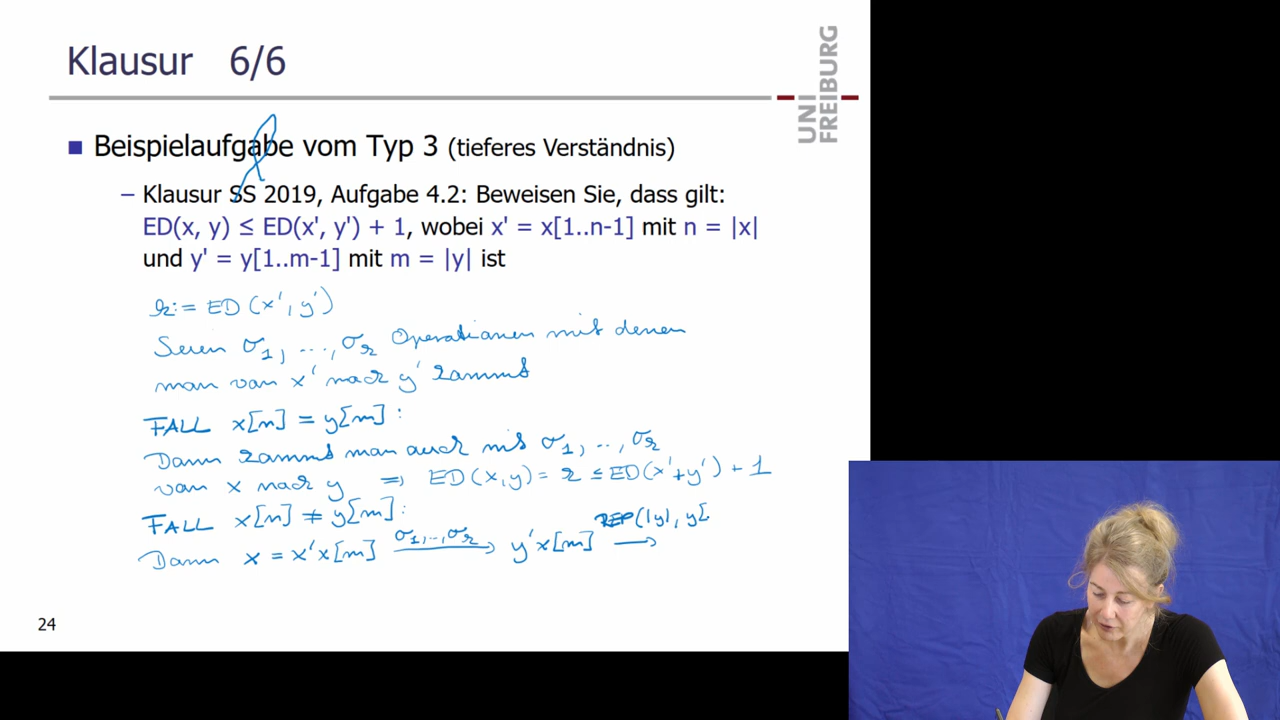 Klausur 6/6
UNI
FREIBURG
■ Beispielaufgabe vom Typ 3 (tieferes Verständnis)
– Klausur SS 2019, Aufgabe 4.2: Beweisen Sie, dass gilt:
ED(x, y) ≤ ED(x', y') + 1, wobei x' = x[1..n-1] mit n = |x|
und y' = y[1..m-1] mit m = |y| ist
k := ED(x', y')
Seien σ1, ..., σk Operationen mit denen
man von x' nach y' kommt
FALL x[n] = y[m]:
Dann kommt man auch mit σ1, .., σk
von x nach y ⇒ ED(x,y) = k ≤ ED(x'+y') + 1
FALL x[n] ≠ y[m]:
REP(|y|, y[
Dann x = x'x[m] σ1,..,σk → y'x[m] →
24